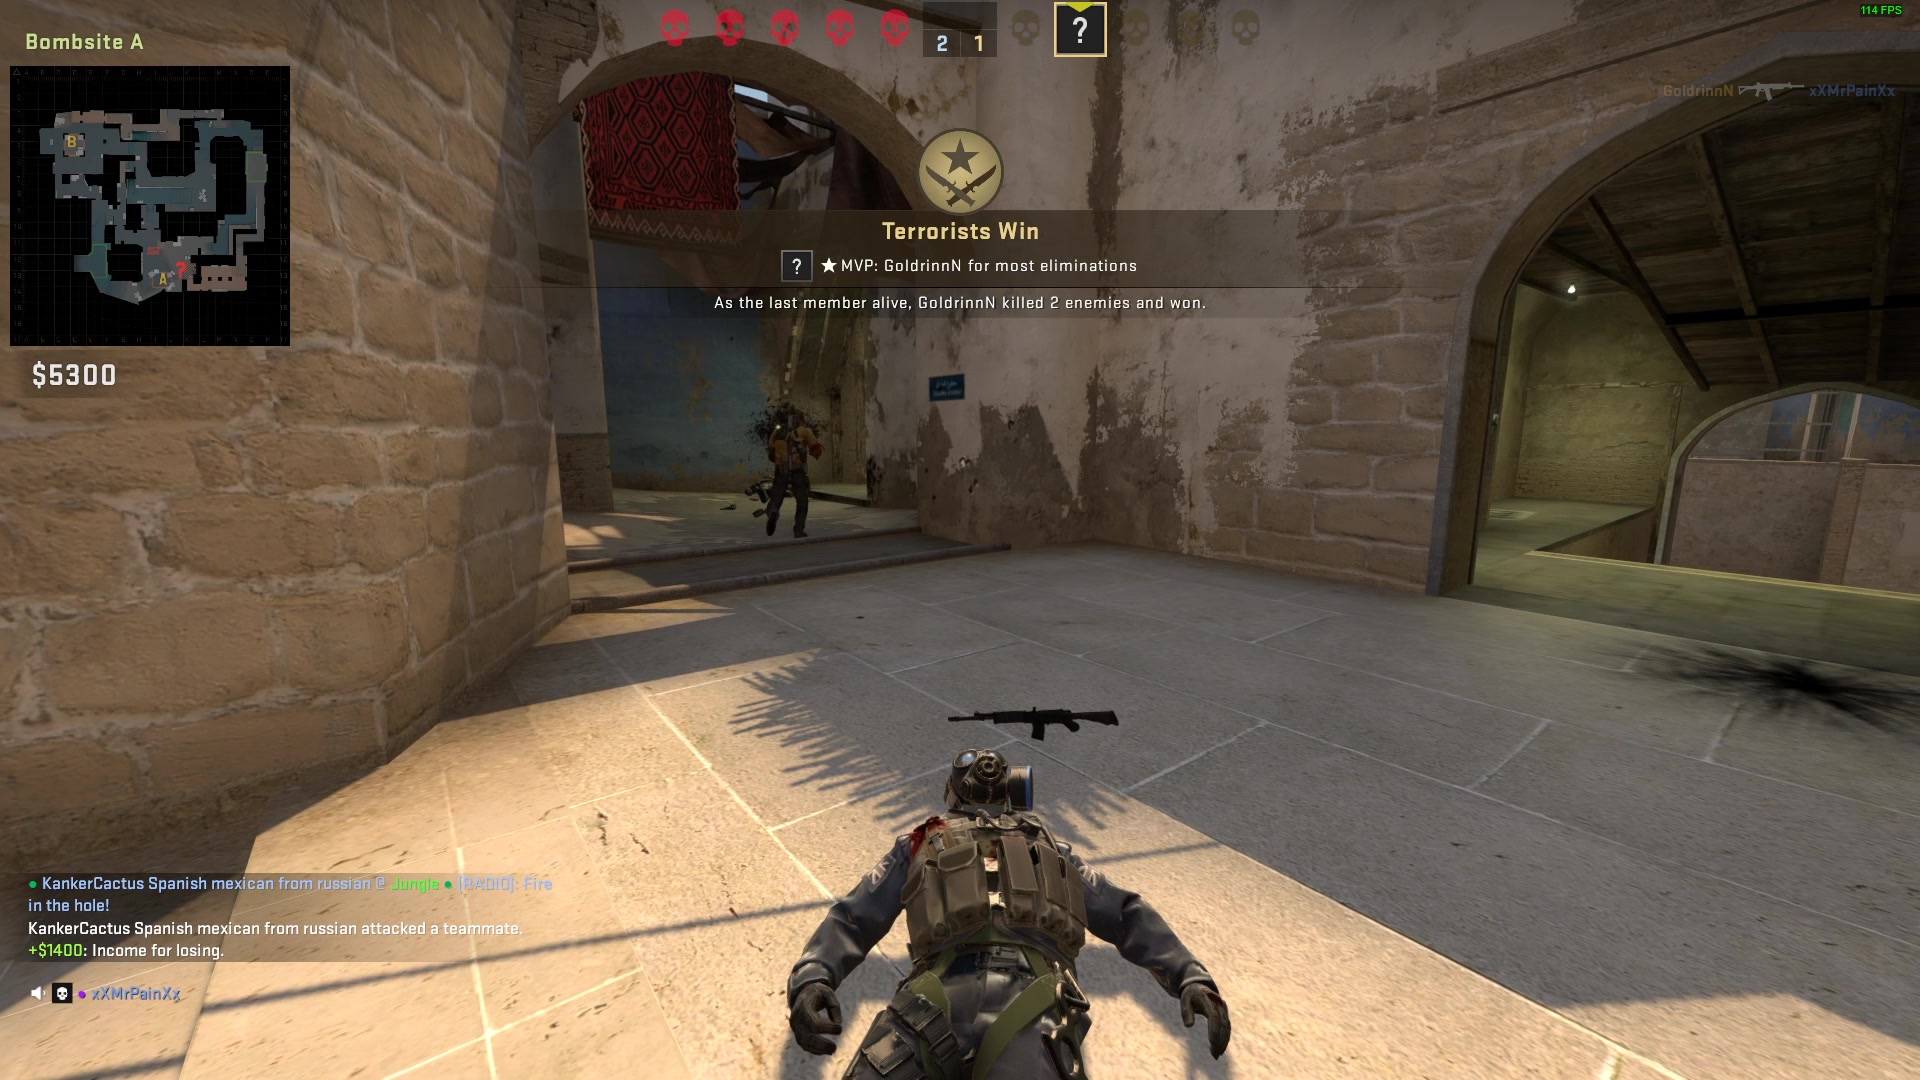 114 FPS
Bombsite A
2 1
?
GoldrinnN xXMrPainXx
B
A
?
Terrorists Win
? MVP: GoldrinnN for most eliminations
As the last member alive, GoldrinnN killed 2 enemies and won.
$5300
KankerCactus Spanish mexican from russian @ Jungle ● [RADIO]: Fire
in the hole!
KankerCactus Spanish mexican from russian attacked a teammate.
+$1400: Income for losing.
xXMrPainXx